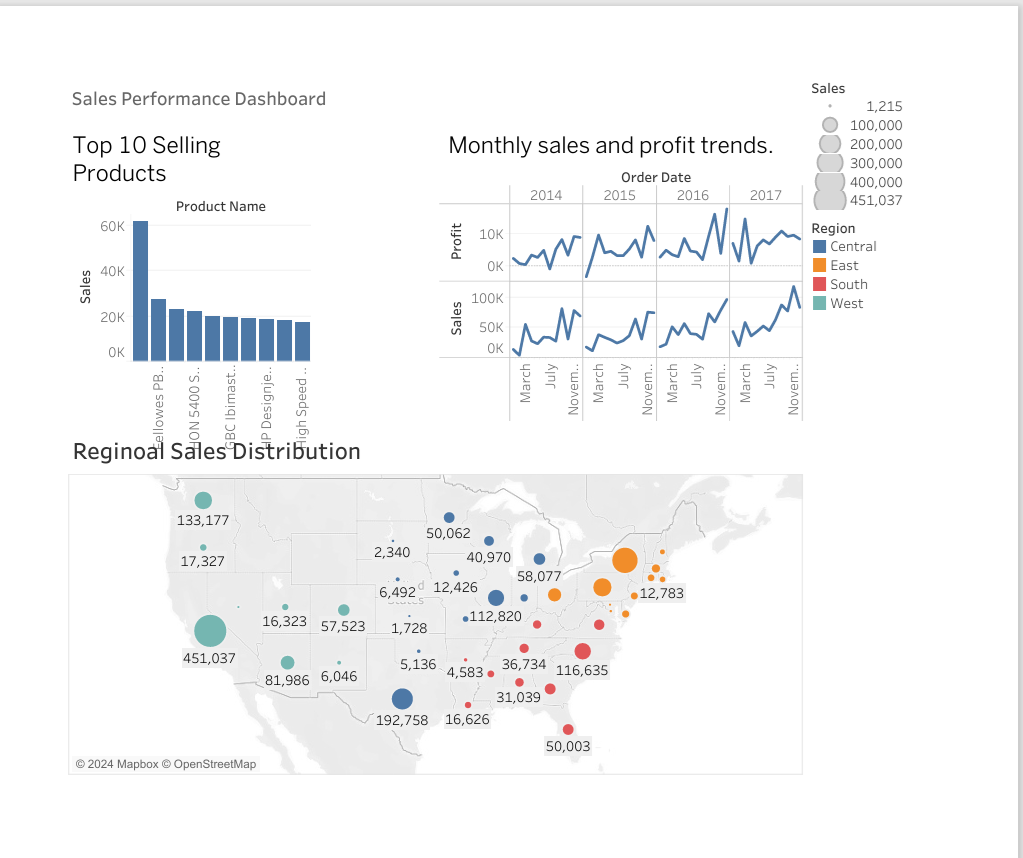 Sales Performance Dashboard
Top 10 Selling
Products
Product Name
60K
40K
20K
0K
Sales
Fellowes PB..
HON 5400 S..
GBC Ibimast..
HP Designje..
High Speed ..
Monthly sales and profit trends.
Order Date
2014 2015 2016 2017
Profit
10K
0K
Sales
100K
50K
0K
March July Novem.. March July Novem.. March July Novem.. March July Novem..
Sales
1,215
100,000
200,000
300,000
400,000
451,037
Region
Central
East
South
West
Reginoal Sales Distribution
133,177
50,062
2,340
40,970
17,327
58,077
6,492
12,426
12,783
112,820
16,323
57,523
1,728
451,037
5,136
36,734
116,635
4,583
81,986
6,046
31,039
192,758
16,626
50,003
© 2024 Mapbox © OpenStreetMap